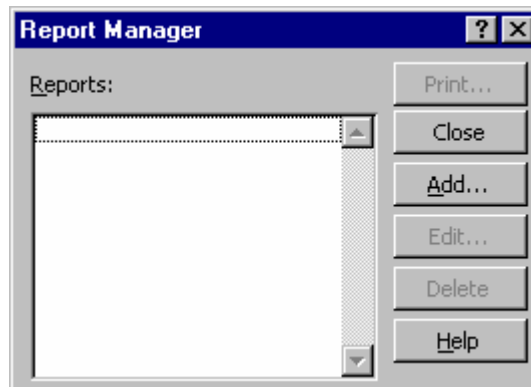 Report Manager
Reports:
Print...
Close
Add...
Edit...
Delete
Help